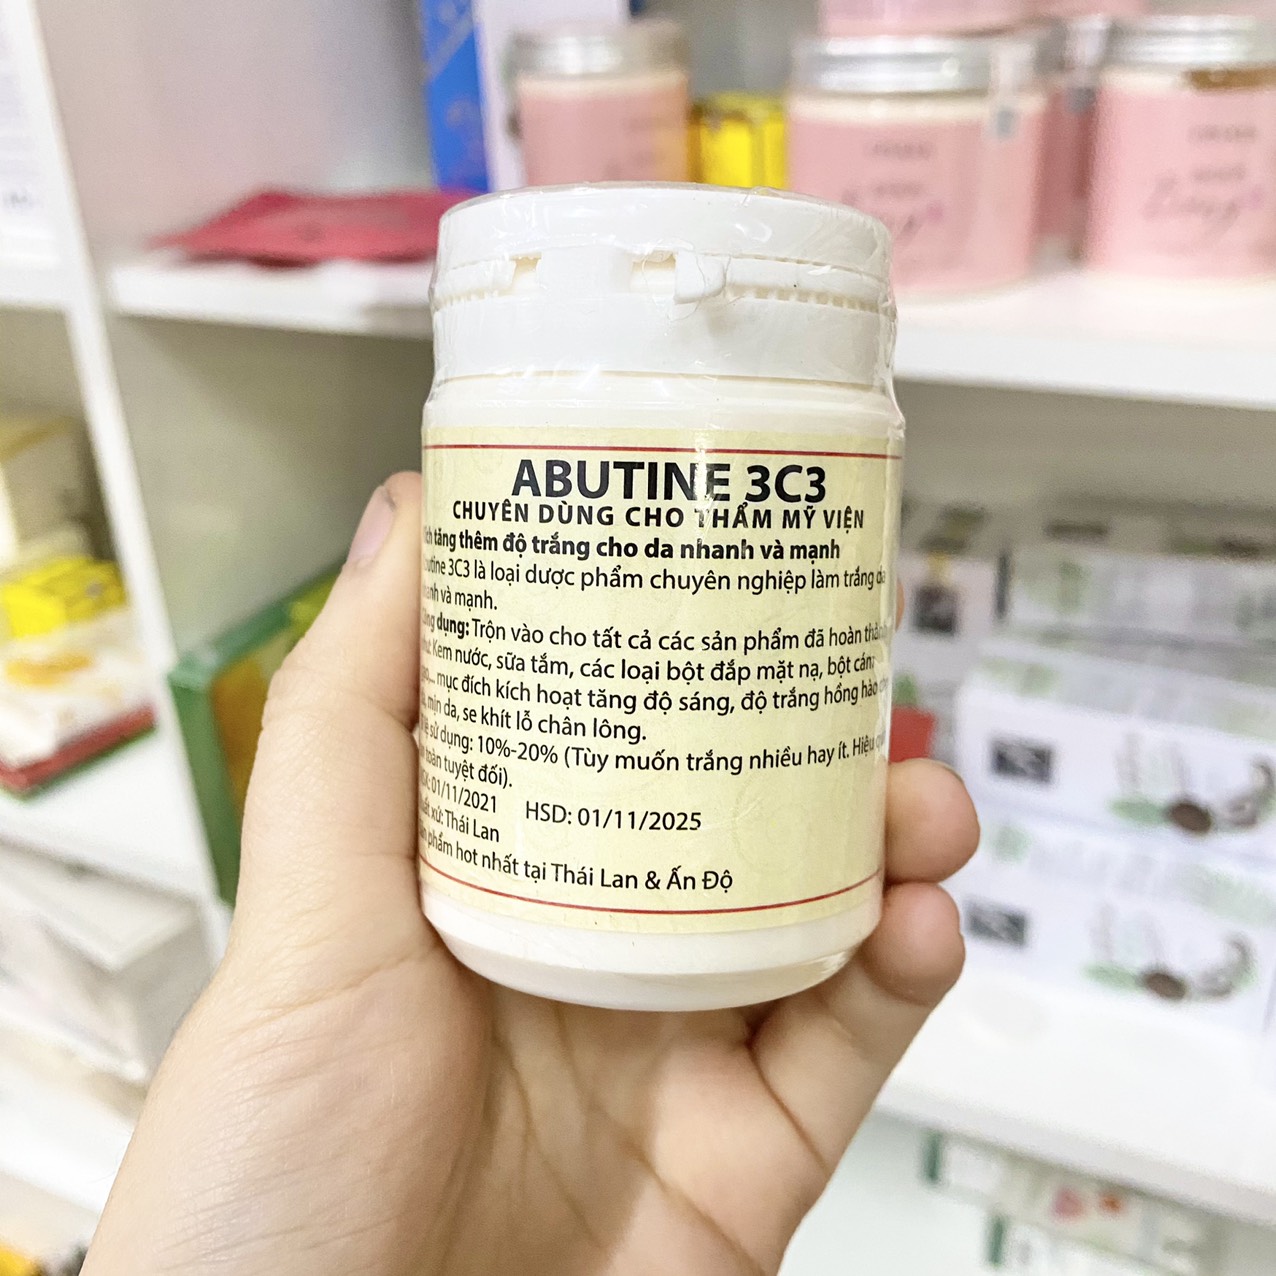 ABUTINE 3C3
CHUYÊN DÙNG CHO THẨM MỸ VIỆN
tăng thêm độ trắng cho da nhanh và mạnh
3C3 là loại dược phẩm chuyên nghiệp làm trắng da
và mạnh.
dụng: Trộn vào cho tất cả các sản phẩm đã hoàn
Kem nước, sữa tắm, các loại bột đắp mặt nạ, bột cám
mục đích kích hoạt tăng độ sáng, độ trắng hồng hào
mịn da, se khít lỗ chân lông.
sử dụng: 10%-20% (Tùy muốn trắng nhiều hay ít. Hiệu
toàn tuyệt đối).
01/11/2021 HSD: 01/11/2025
xứ: Thái Lan
phẩm hot nhất tại Thái Lan & Ấn Độ